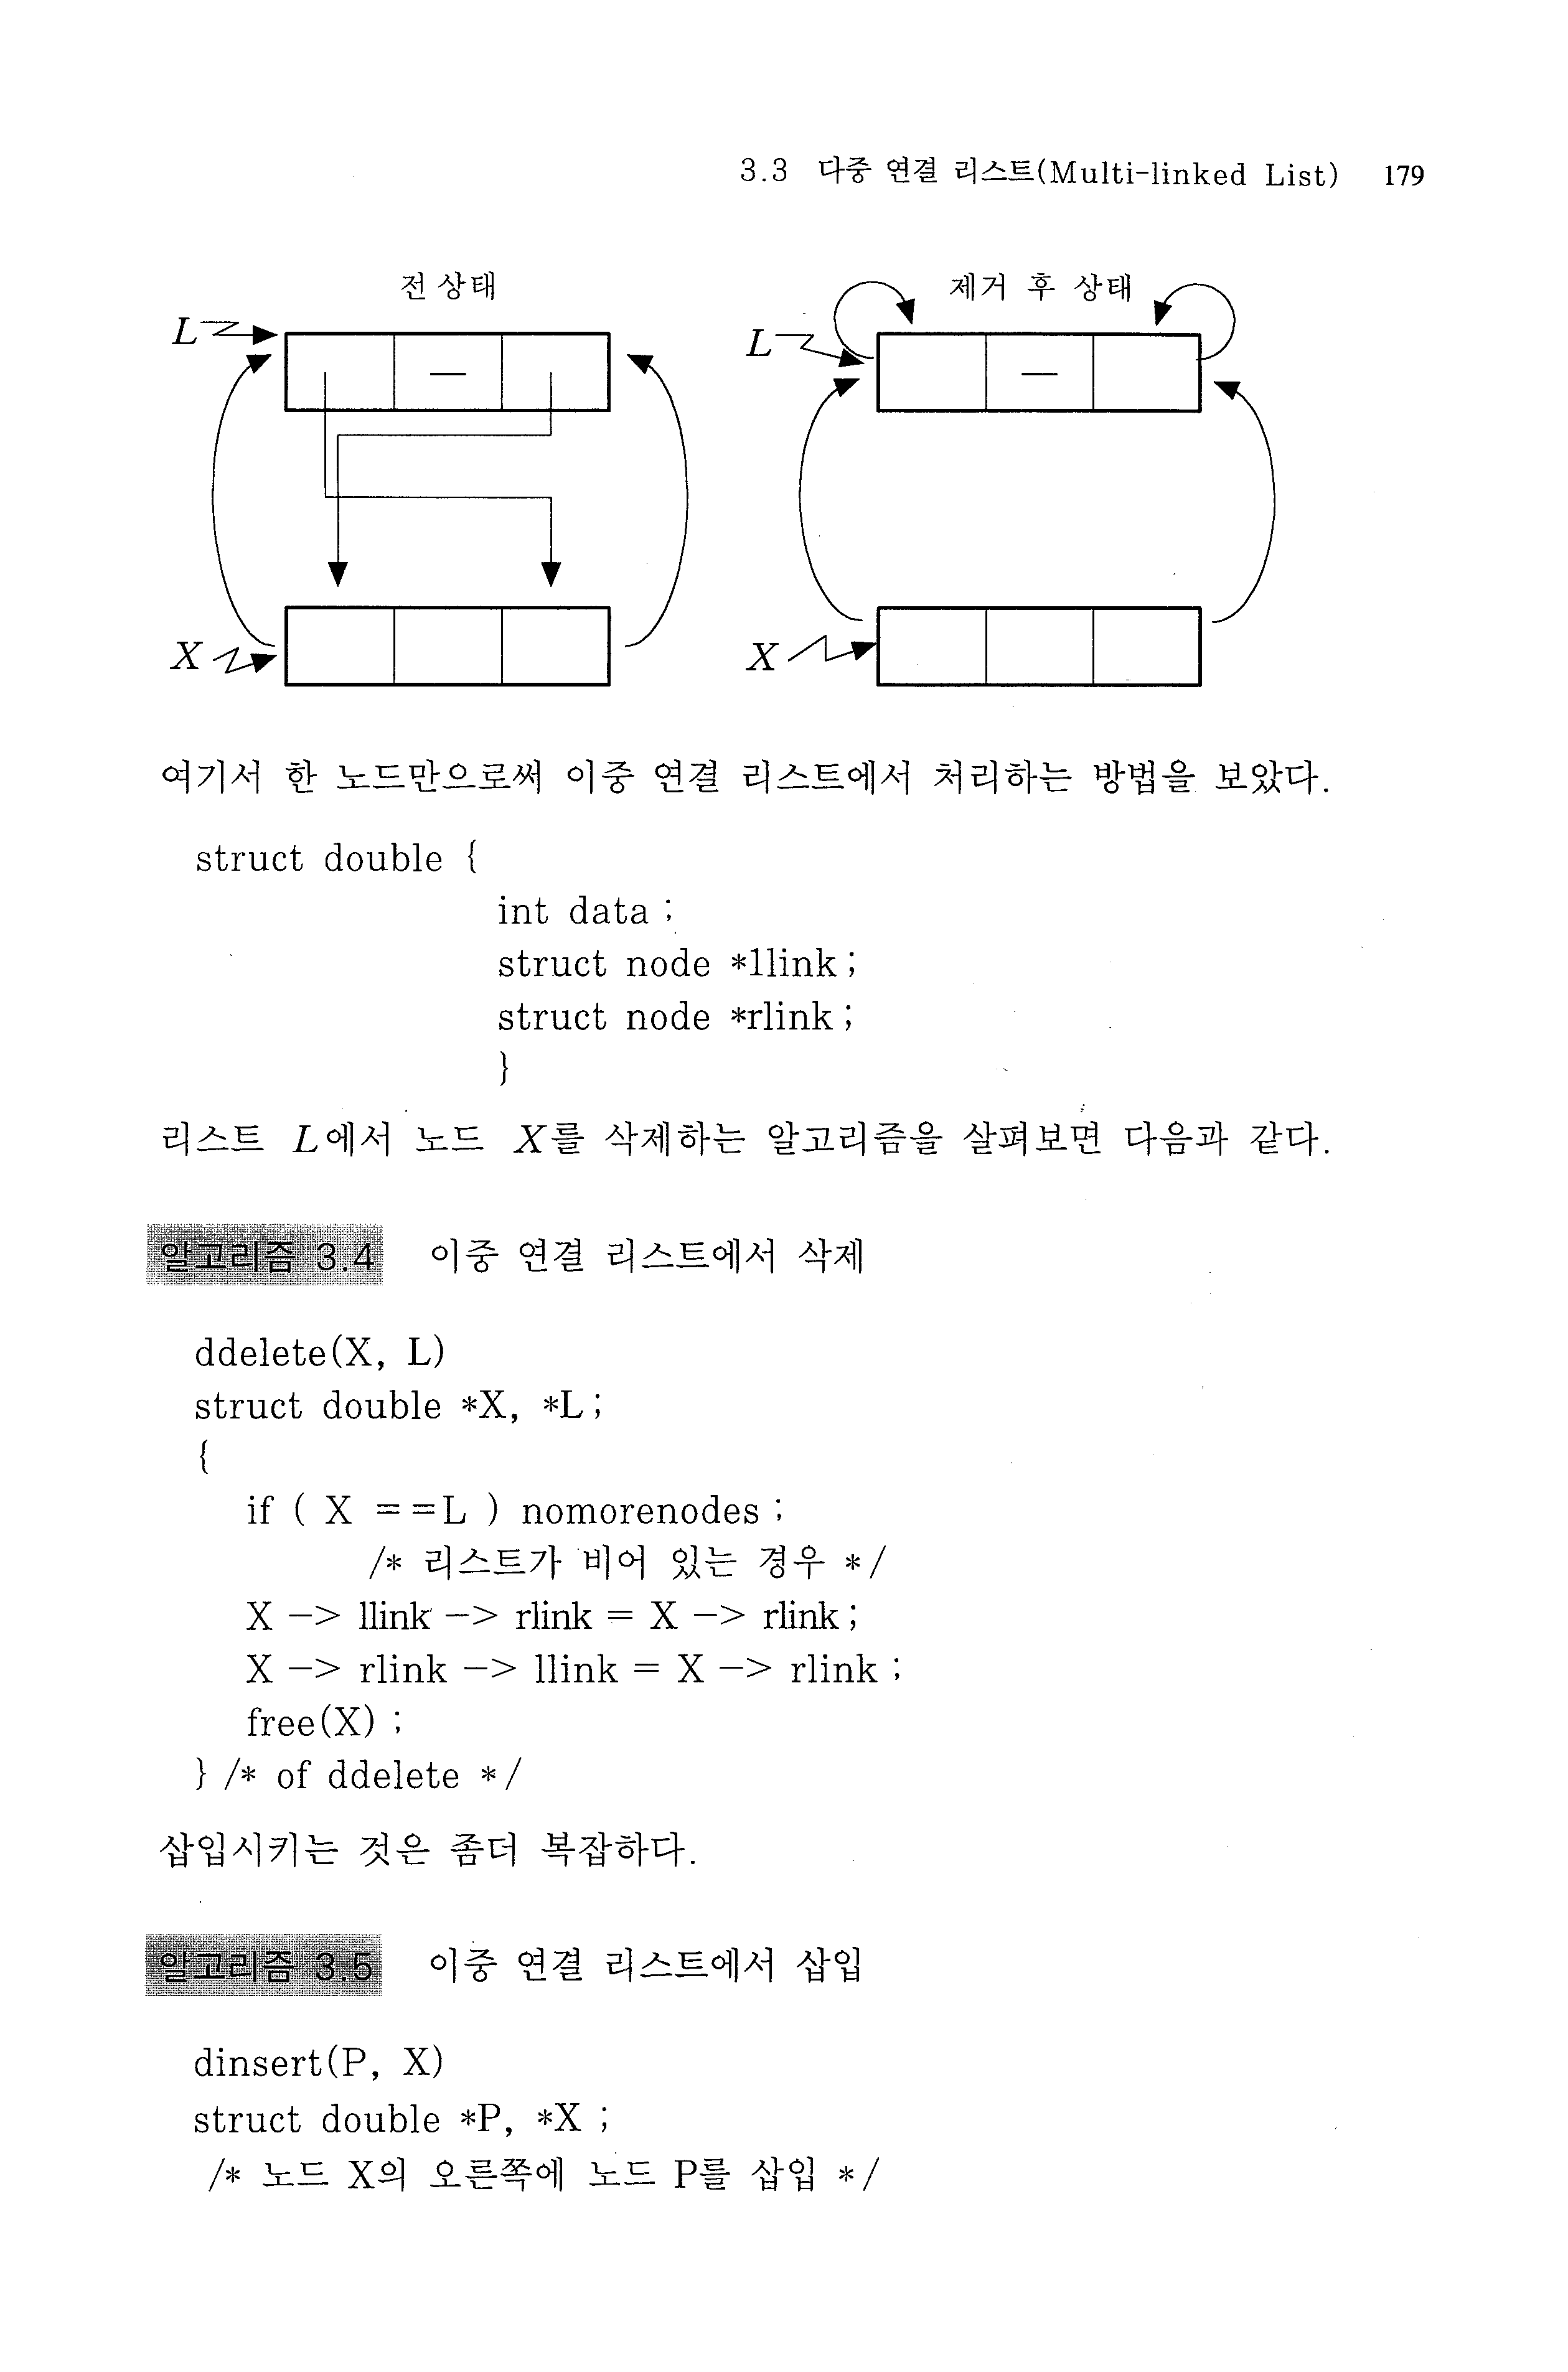 3.3 다중 연결 리스트(Multi-linked List) 179
전 상태
제거 후 상태
L
L
X
X
여기서 한 노드만으로써 이중 연결 리스트에서 처리하는 방법을 보았다.
struct double {
int data ;
struct node *llink ;
struct node *rlink ;
}
리스트 L에서 노드 X를 삭제하는 알고리즘을 살펴보면 다음과 같다.
알고리즘 3.4 이중 연결 리스트에서 삭제
ddelete(X, L)
struct double *X, *L ;
{
if ( X ==L ) nomorenodes ;
/* 리스트가 비어 있는 경우 */
X -> llink -> rlink = X -> rlink ;
X -> rlink -> llink = X -> rlink ;
free(X) ;
} /* of ddelete */
삽입시키는 것은 좀더 복잡하다.
알고리즘 3.5 이중 연결 리스트에서 삽입
dinsert(P, X)
struct double *P, *X ;
/* 노드 X의 오른쪽에 노드 P를 삽입 */